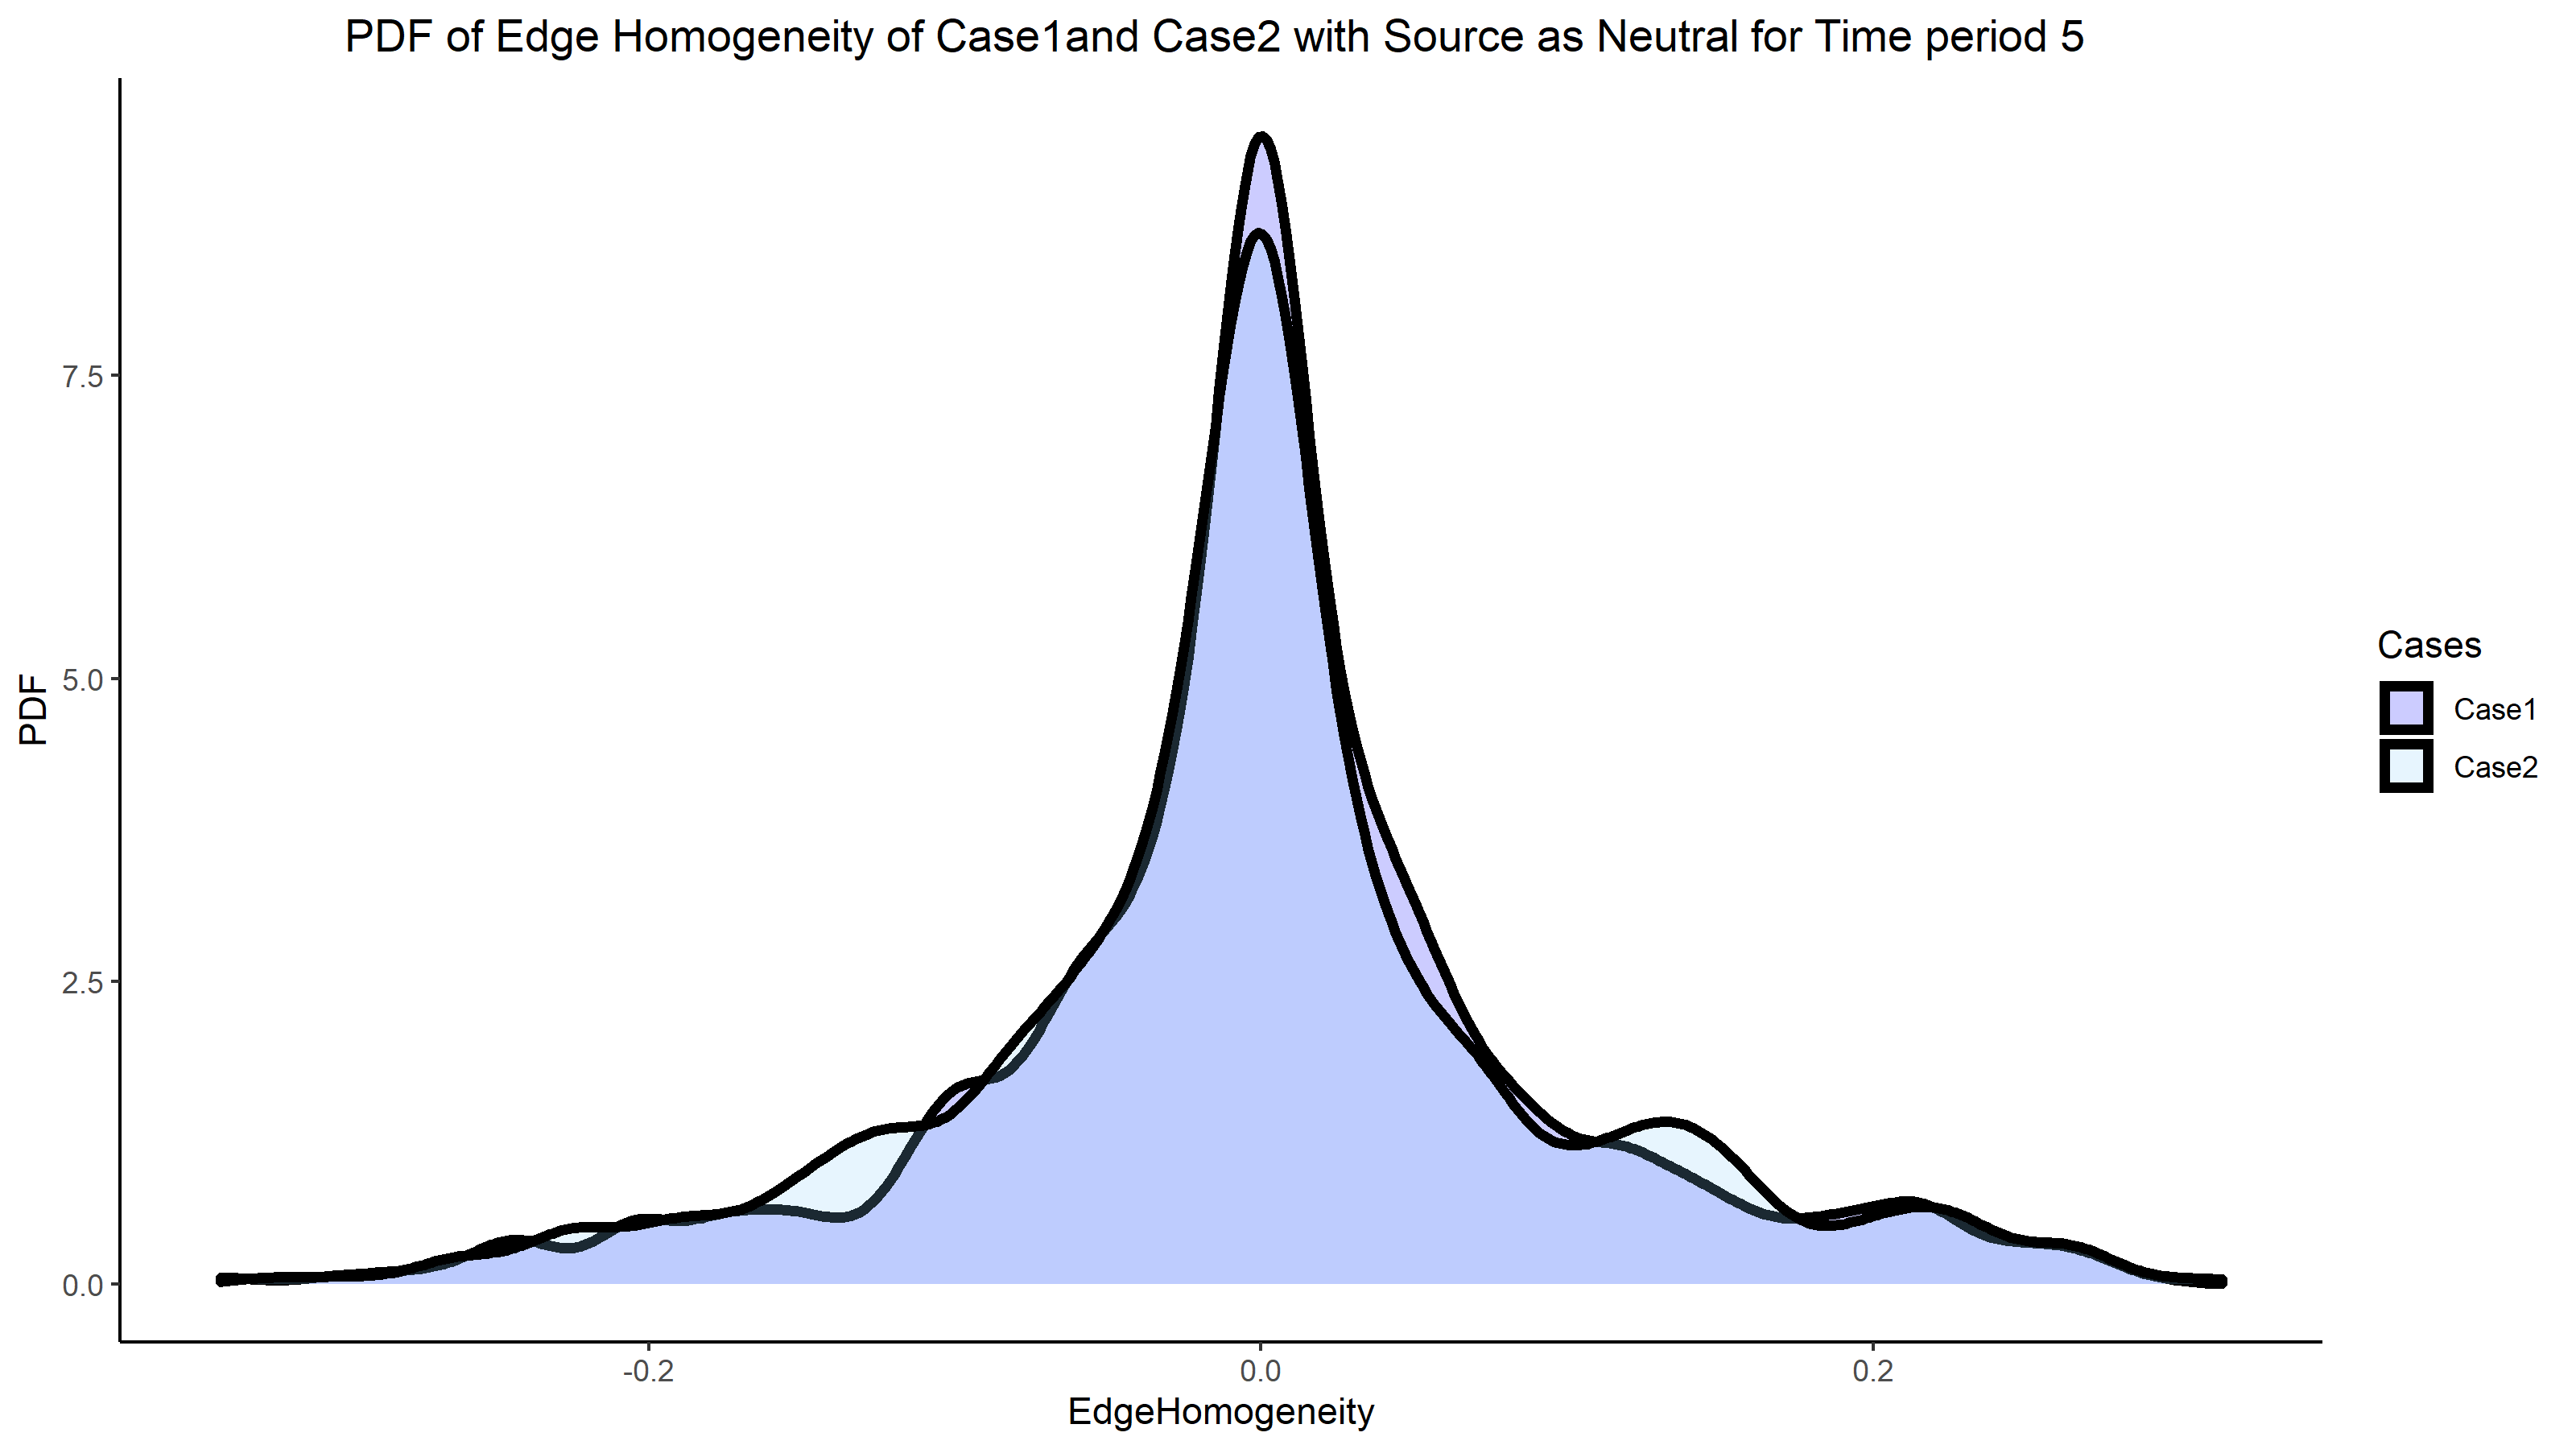 PDF of Edge Homogeneity of Case1and Case2 with Source as Neutral for Time period 5
PDF
7.5
5.0
2.5
0.0
-0.2
0.0
0.2
EdgeHomogeneity
Cases
Case1
Case2